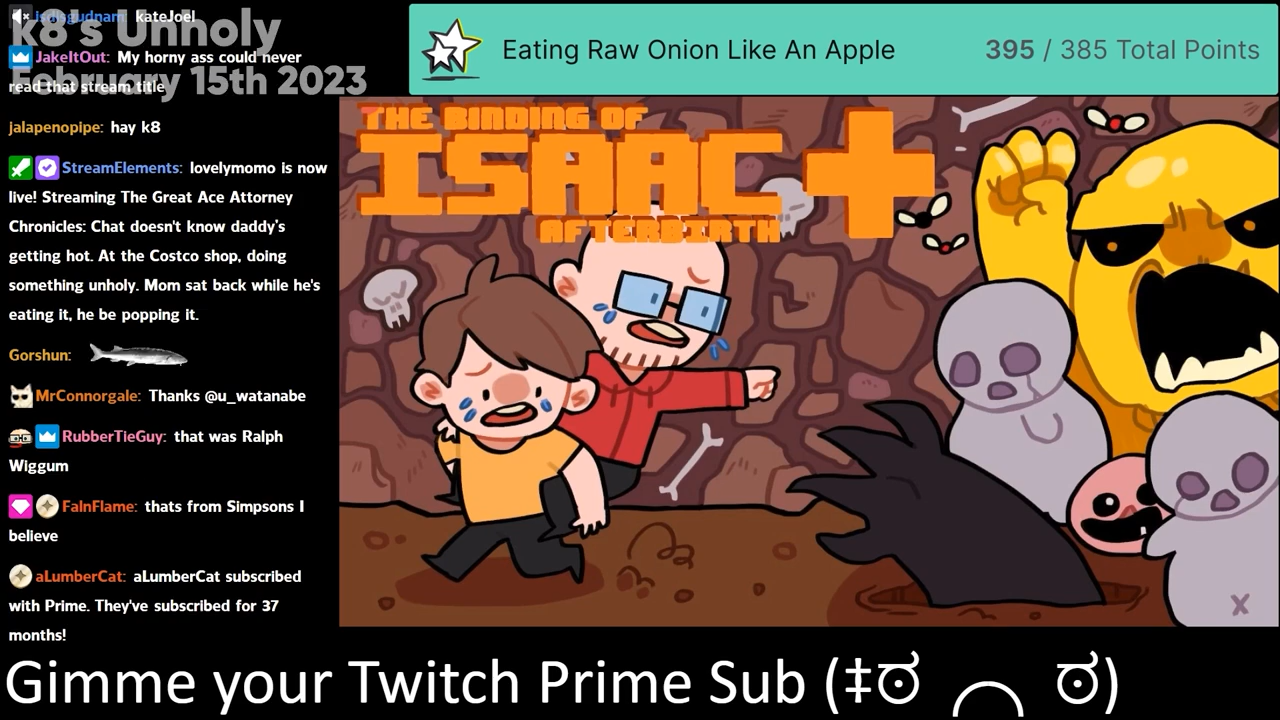 k8's Unholy
February 15th 2023
isdisgudnam kateJoel
JakeItOut: My horny ass could never
read that stream title
jalapenopipe: hay k8
StreamElements: lovelymomo is now
live! Streaming The Great Ace Attorney
Chronicles: Chat doesn't know daddy's
getting hot. At the Costco shop, doing
something unholy. Mom sat back while he's
eating it, he be popping it.
Gorshun:
MrConnorgale: Thanks @u_watanabe
RubberTieGuy: that was Ralph
Wiggum
FalnFlame: thats from Simpsons I
believe
aLumberCat: aLumberCat subscribed
with Prime. They've subscribed for 37
months!
Eating Raw Onion Like An Apple 395 / 385 Total Points
THE BINDING OF
ISAAC +
AFTERBIRTH
Gimme your Twitch Prime Sub (‡ಠ ╭╮ ಠ)